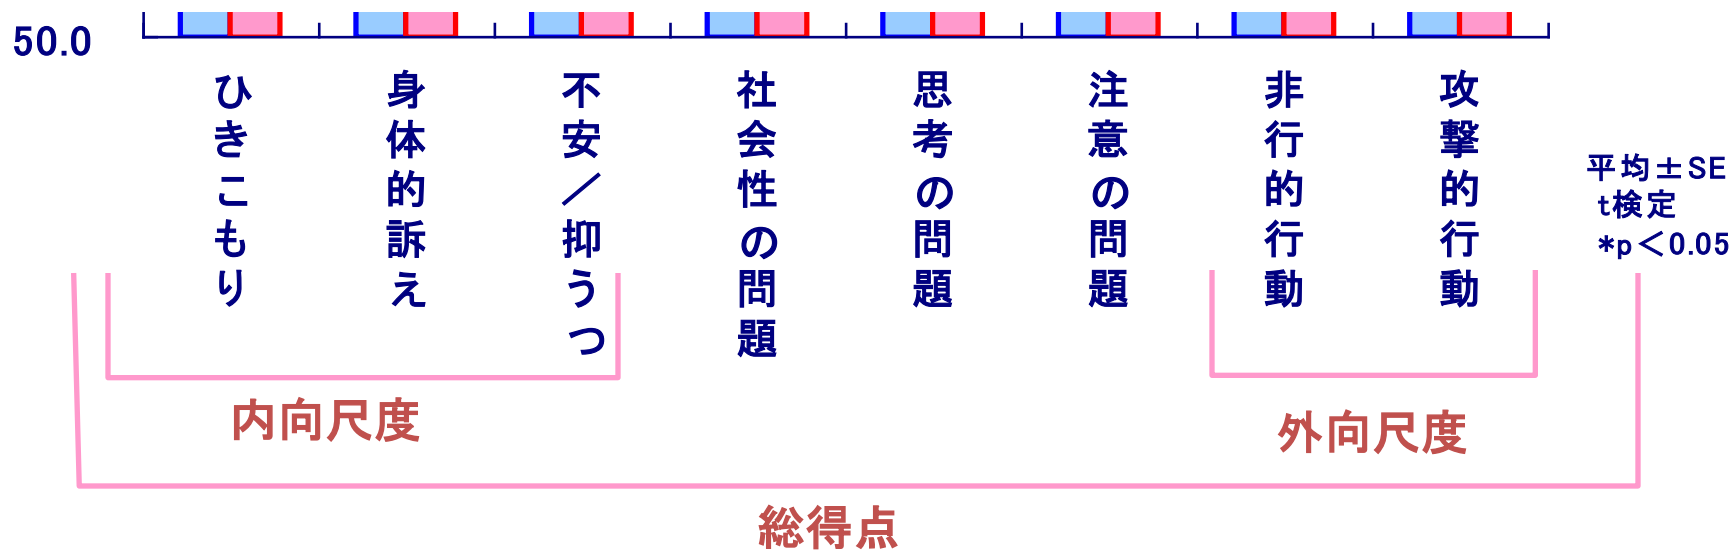 50.0
ひきこもり
身体的訴え
不安／抑うつ
社会性の問題
思考の問題
注意の問題
非行的行動
攻撃的行動
平均±SE
t検定
*p＜0.05
内向尺度
外向尺度
総得点